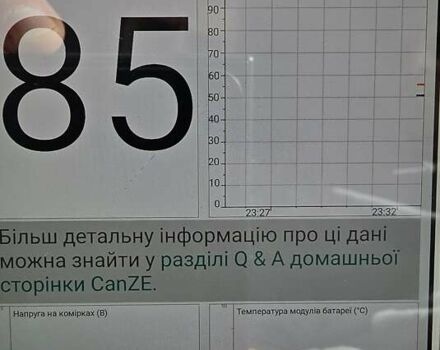 85
90
80
70
60
50
40
30
20
10
0
23:27
23:32
Більш детальну інформацію про ці дані
можна знайти у розділі Q & A домашньої
сторінки CanZE.
Напруга на комірках (В)
Температура модулів батареї (°C)